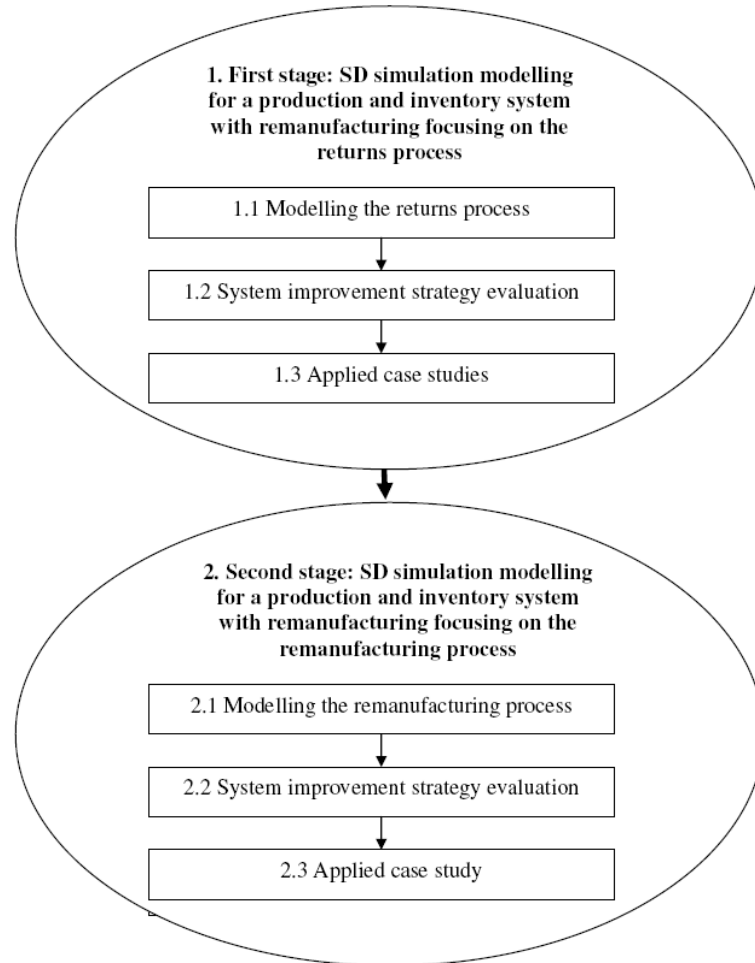 1. First stage: SD simulation modelling
for a production and inventory system
with remanufacturing focusing on the
returns process
1.1 Modelling the returns process
1.2 System improvement strategy evaluation
1.3 Applied case studies
2. Second stage: SD simulation modelling
for a production and inventory system
with remanufacturing focusing on the
remanufacturing process
2.1 Modelling the remanufacturing process
2.2 System improvement strategy evaluation
2.3 Applied case study